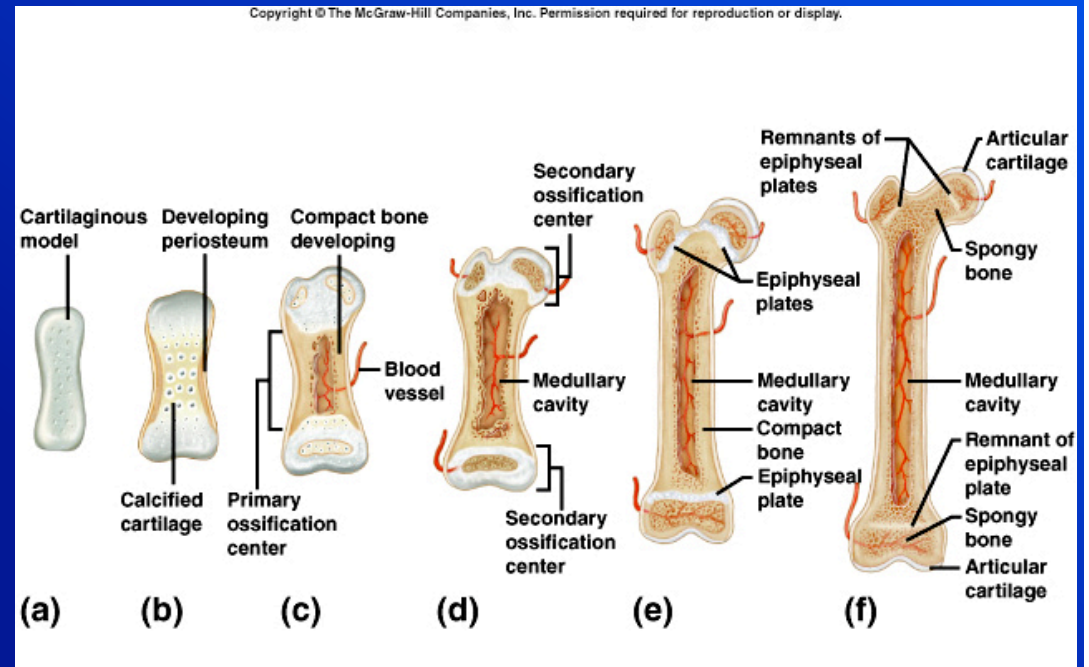 Copyright © The McGraw-Hill Companies, Inc. Permission required for reproduction or display.
Cartilaginous
model
Developing
periosteum
Compact bone
developing
Secondary
ossification
center
Remnants of
epiphyseal
plates
Articular
cartilage
Spongy
bone
Epiphyseal
plates
Blood
vessel
Medullary
cavity
Medullary
cavity
Compact
bone
Epiphyseal
plate
Medullary
cavity
Remnant of
epiphyseal
plate
Spongy
bone
Articular
cartilage
Calcified
cartilage
Primary
ossification
center
Secondary
ossification
center
(a)
(b)
(c)
(d)
(e)
(f)